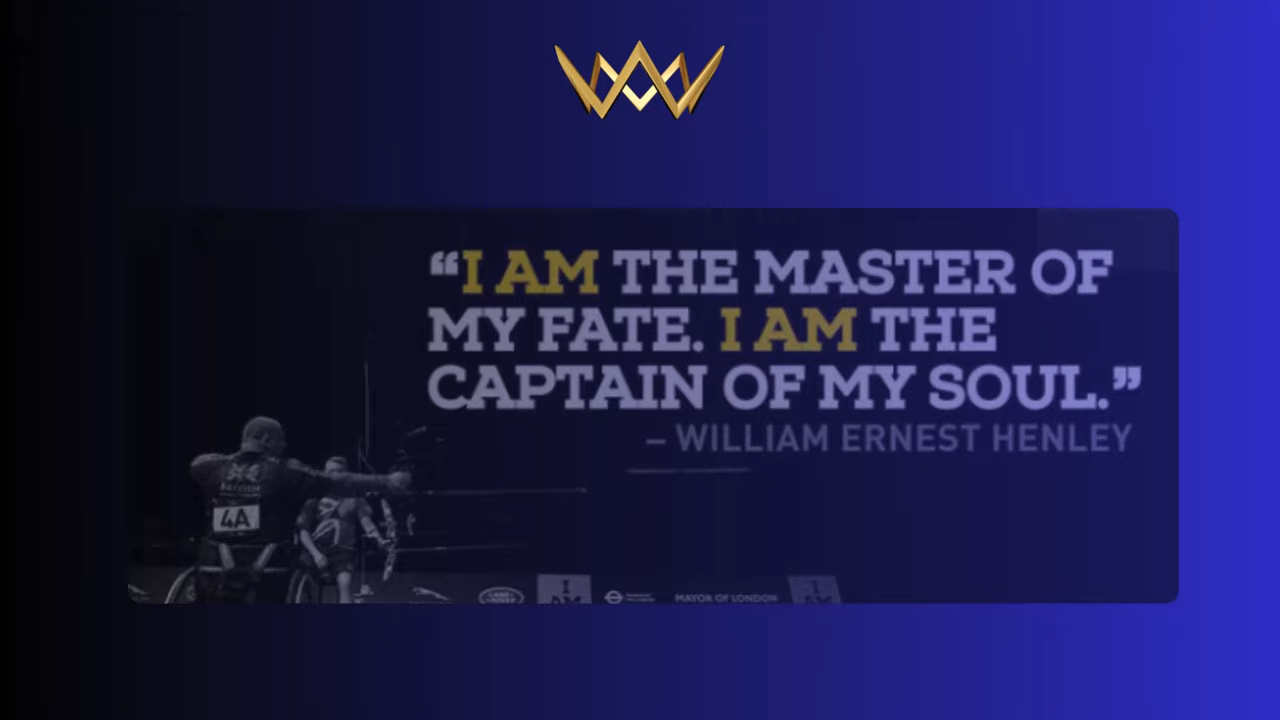 “I AM THE MASTER OF
MY FATE. I AM THE
CAPTAIN OF MY SOUL.”
– WILLIAM ERNEST HENLEY
4A
I
MAYOR OF LONDON